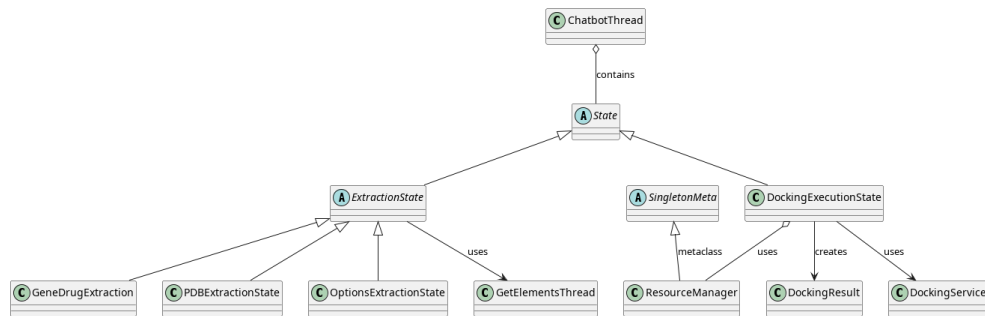 C ChatbotThread
contains
A State
A ExtractionState
A SingletonMeta
C DockingExecutionState
uses
metaclass
uses
creates
uses
C GeneDrugExtraction
C PDBExtractionState
C OptionsExtractionState
C GetElementsThread
C ResourceManager
C DockingResult
C DockingService